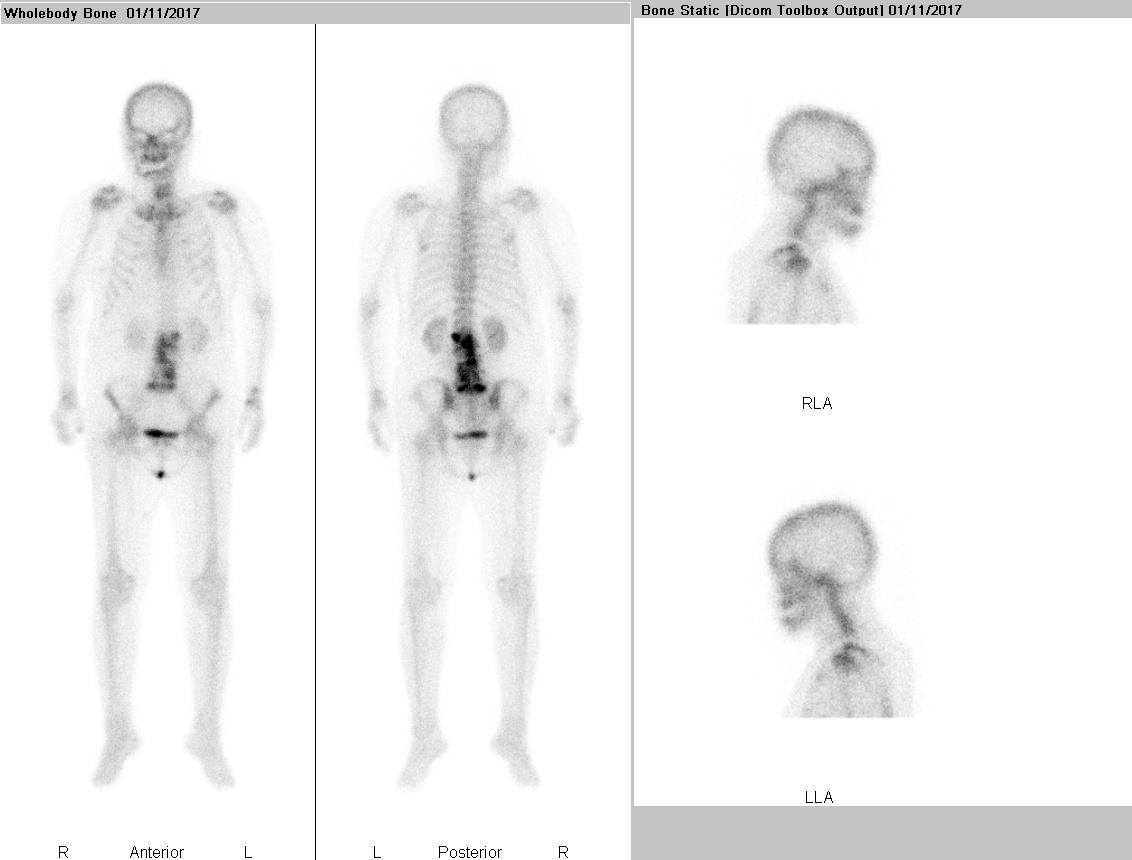 Wholebody Bone 01/11/2017
Bone Static [Dicom Toolbox Output] 01/11/2017
RLA
LLA
R Anterior L
L Posterior R